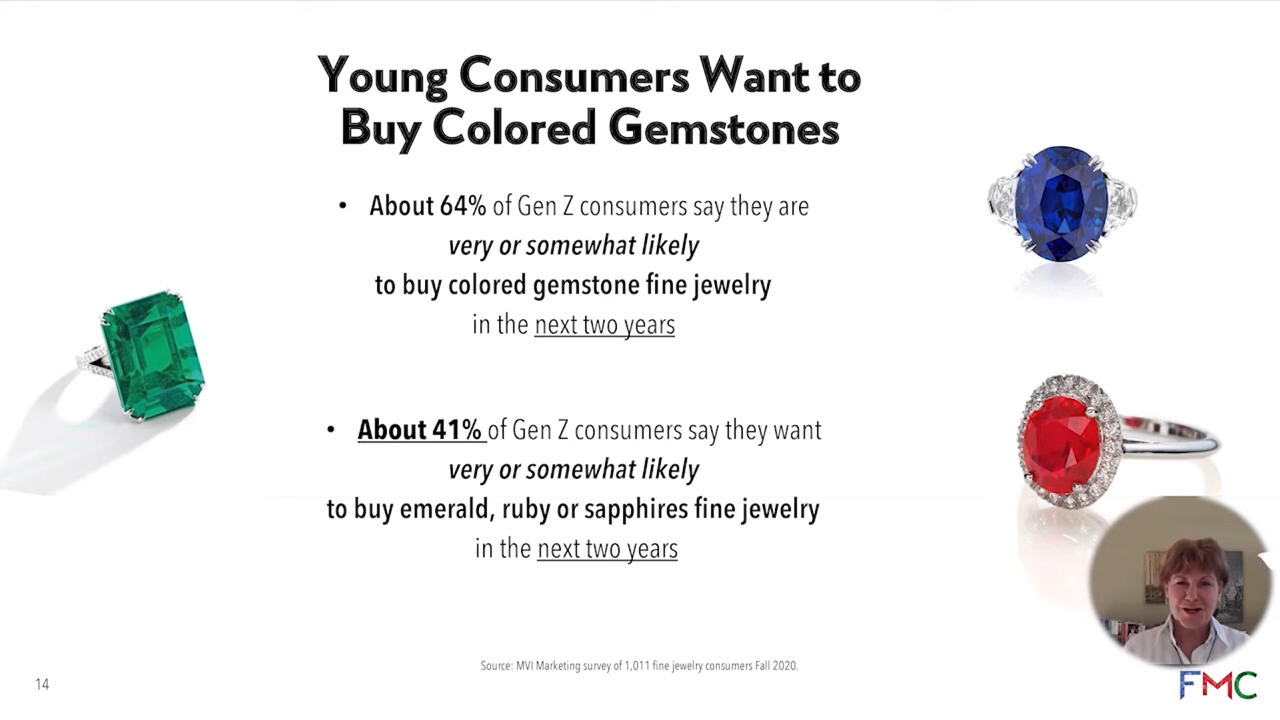 Young Consumers Want to
Buy Colored Gemstones
• About 64% of Gen Z consumers say they are
very or somewhat likely
to buy colored gemstone fine jewelry
in the next two years
• About 41% of Gen Z consumers say they want
very or somewhat likely
to buy emerald, ruby or sapphires fine jewelry
in the next two years
Source: MVI Marketing survey of 1,011 fine jewelry consumers Fall 2020.
14
FMC